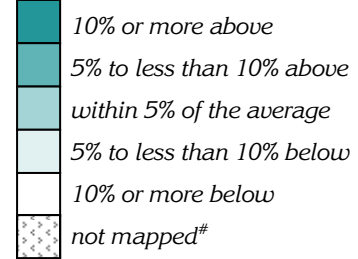 10% or more above
5% to less than 10% above
within 5% of the average
5% to less than 10% below
10% or more below
not mapped#